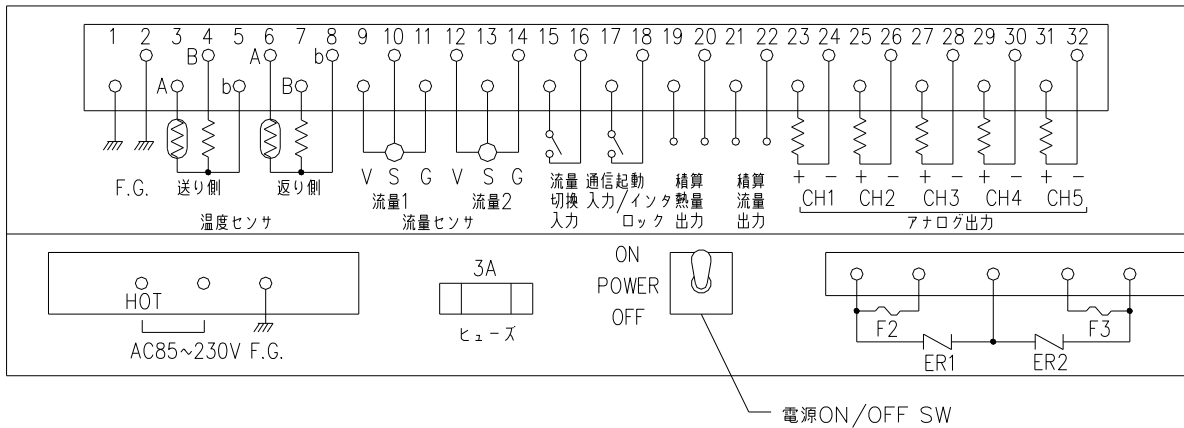 1 2 3 4 5 6 7 8 9 10 11 12 13 14 15 16 17 18 19 20 21 22 23 24 25 26 27 28 29 30 31 32
B A b
A b B
F.G. 送り側 返り側
温度センサ
V S G V S G
流量1 流量2
流量センサ
流量
切換
入力
通信起動
入力/インタ
ロック
積算
熱量
出力
積算
流量
出力
+ − + − + − + − + −
CH1 CH2 CH3 CH4 CH5
アナログ出力
HOT
AC85~230V F.G.
3A
ヒューズ
ON
POWER
OFF
F2 F3
ER1 ER2
電源ON/OFF SW